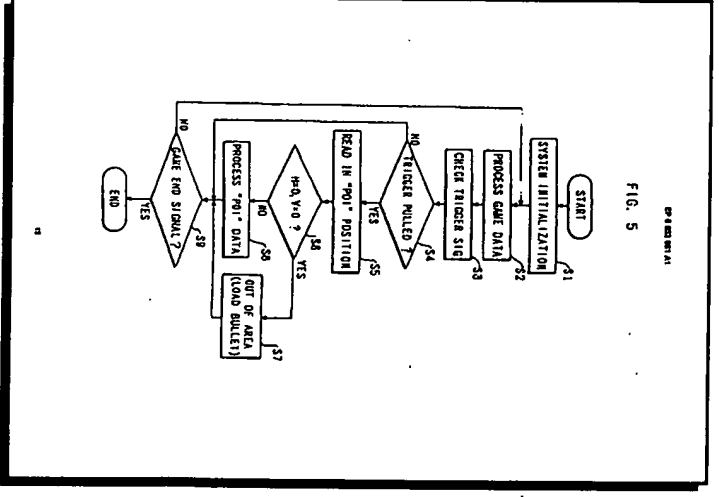 FIG. 5
START
SYSTEM INITIALIZATION
S1
PROCESS GAME DATA
S2
CHECK TRIGGER SIG
S3
TRIGGER PULLED ?
S4
NO
YES
READ IN "POI" POSITION
S5
H=0,V=0 ?
S6
YES
NO
OUT OF AREA
(LOAD BULLET)
S7
PROCESS "POI" DATA
S8
GAME END SIGNAL ?
S9
NO
YES
END